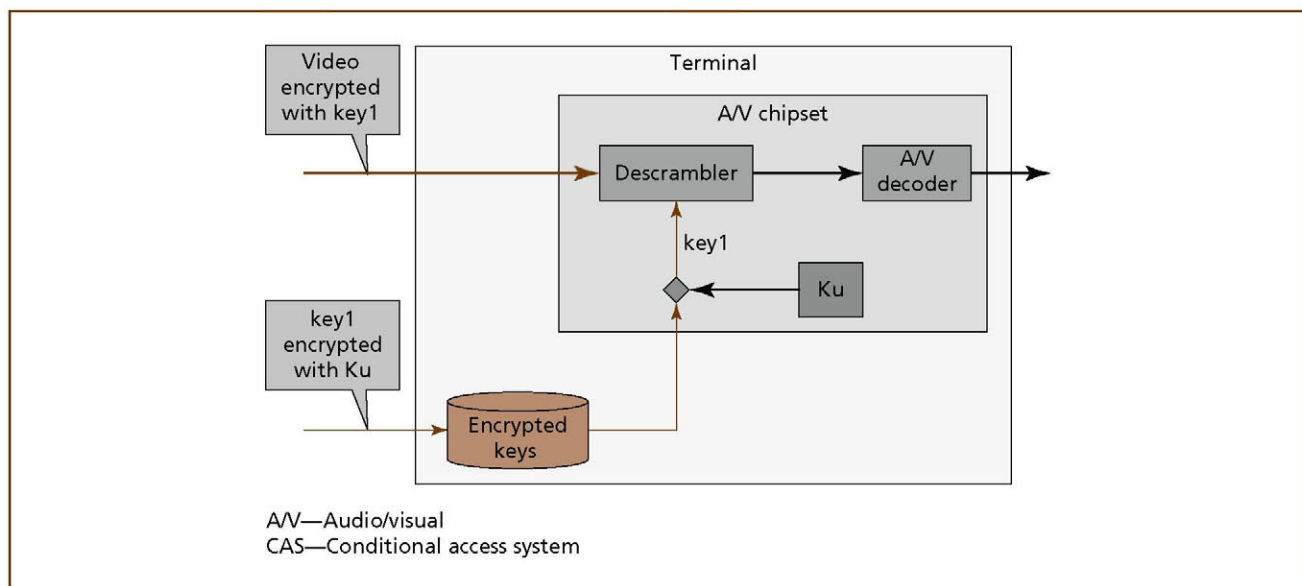 Video
encrypted
with key1
Terminal
A/V chipset
Descrambler
A/V
decoder
key1
Ku
key1
encrypted
with Ku
Encrypted
keys
A/V—Audio/visual
CAS—Conditional access system